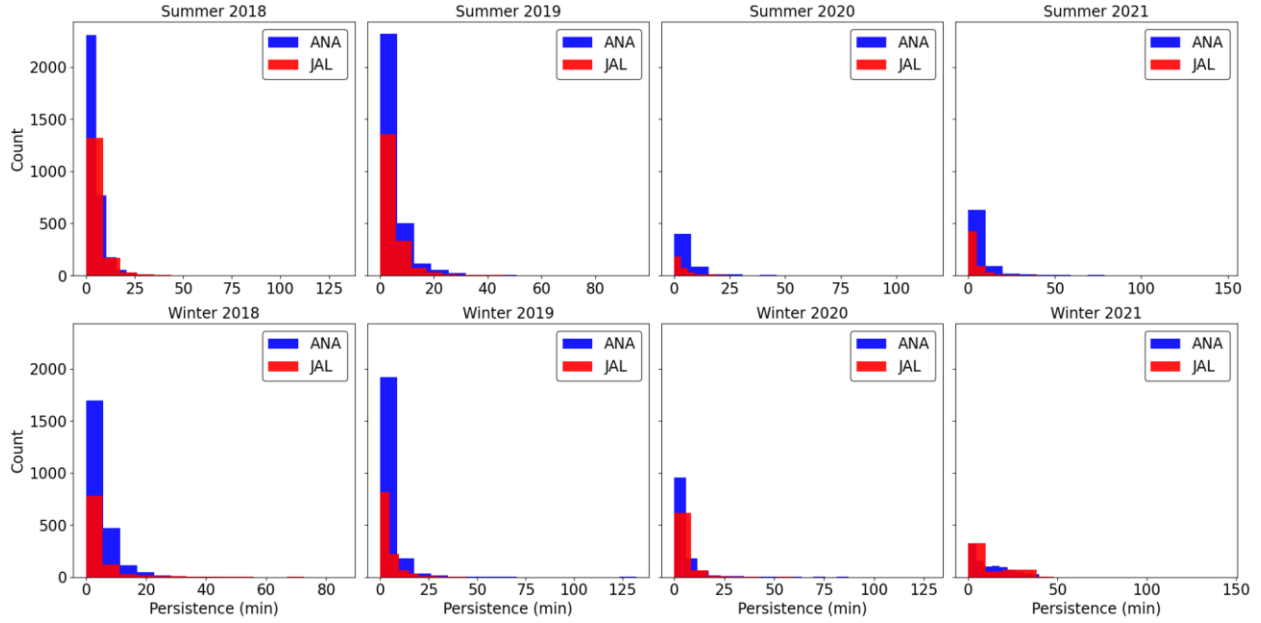 Summer 2018
Summer 2019
Summer 2020
Summer 2021
ANA
JAL
ANA
JAL
ANA
JAL
ANA
JAL
Count
2000
1500
1000
500
0
0 25 50 75 100 125
0 20 40 60 80
0 25 50 75 100
0 50 100 150
Winter 2018
Winter 2019
Winter 2020
Winter 2021
ANA
JAL
ANA
JAL
ANA
JAL
ANA
JAL
Count
2000
1500
1000
500
0
0 20 40 60 80
0 25 50 75 100 125
0 25 50 75 100 125
0 50 100 150
Persistence (min)
Persistence (min)
Persistence (min)
Persistence (min)